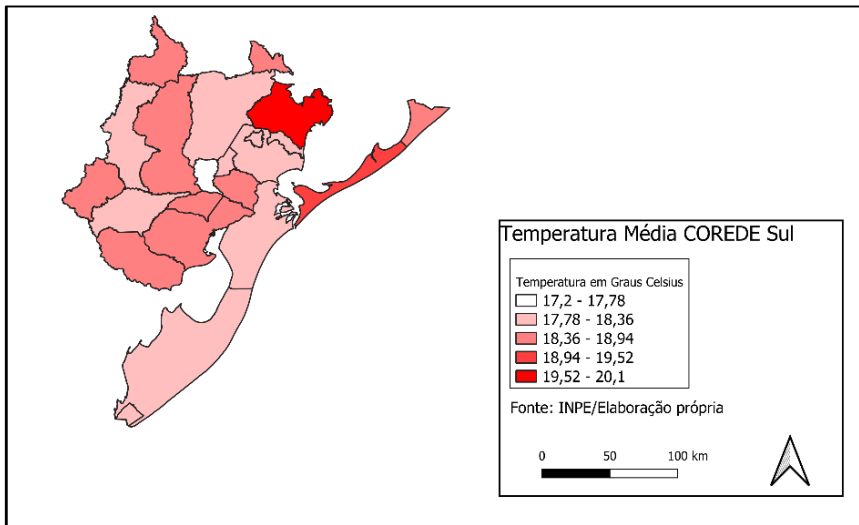 Temperatura Média COREDE Sul
Temperatura em Graus Celsius
17,2 - 17,78
17,78 - 18,36
18,36 - 18,94
18,94 - 19,52
19,52 - 20,1
Fonte: INPE/Elaboração própria
0 50 100 km